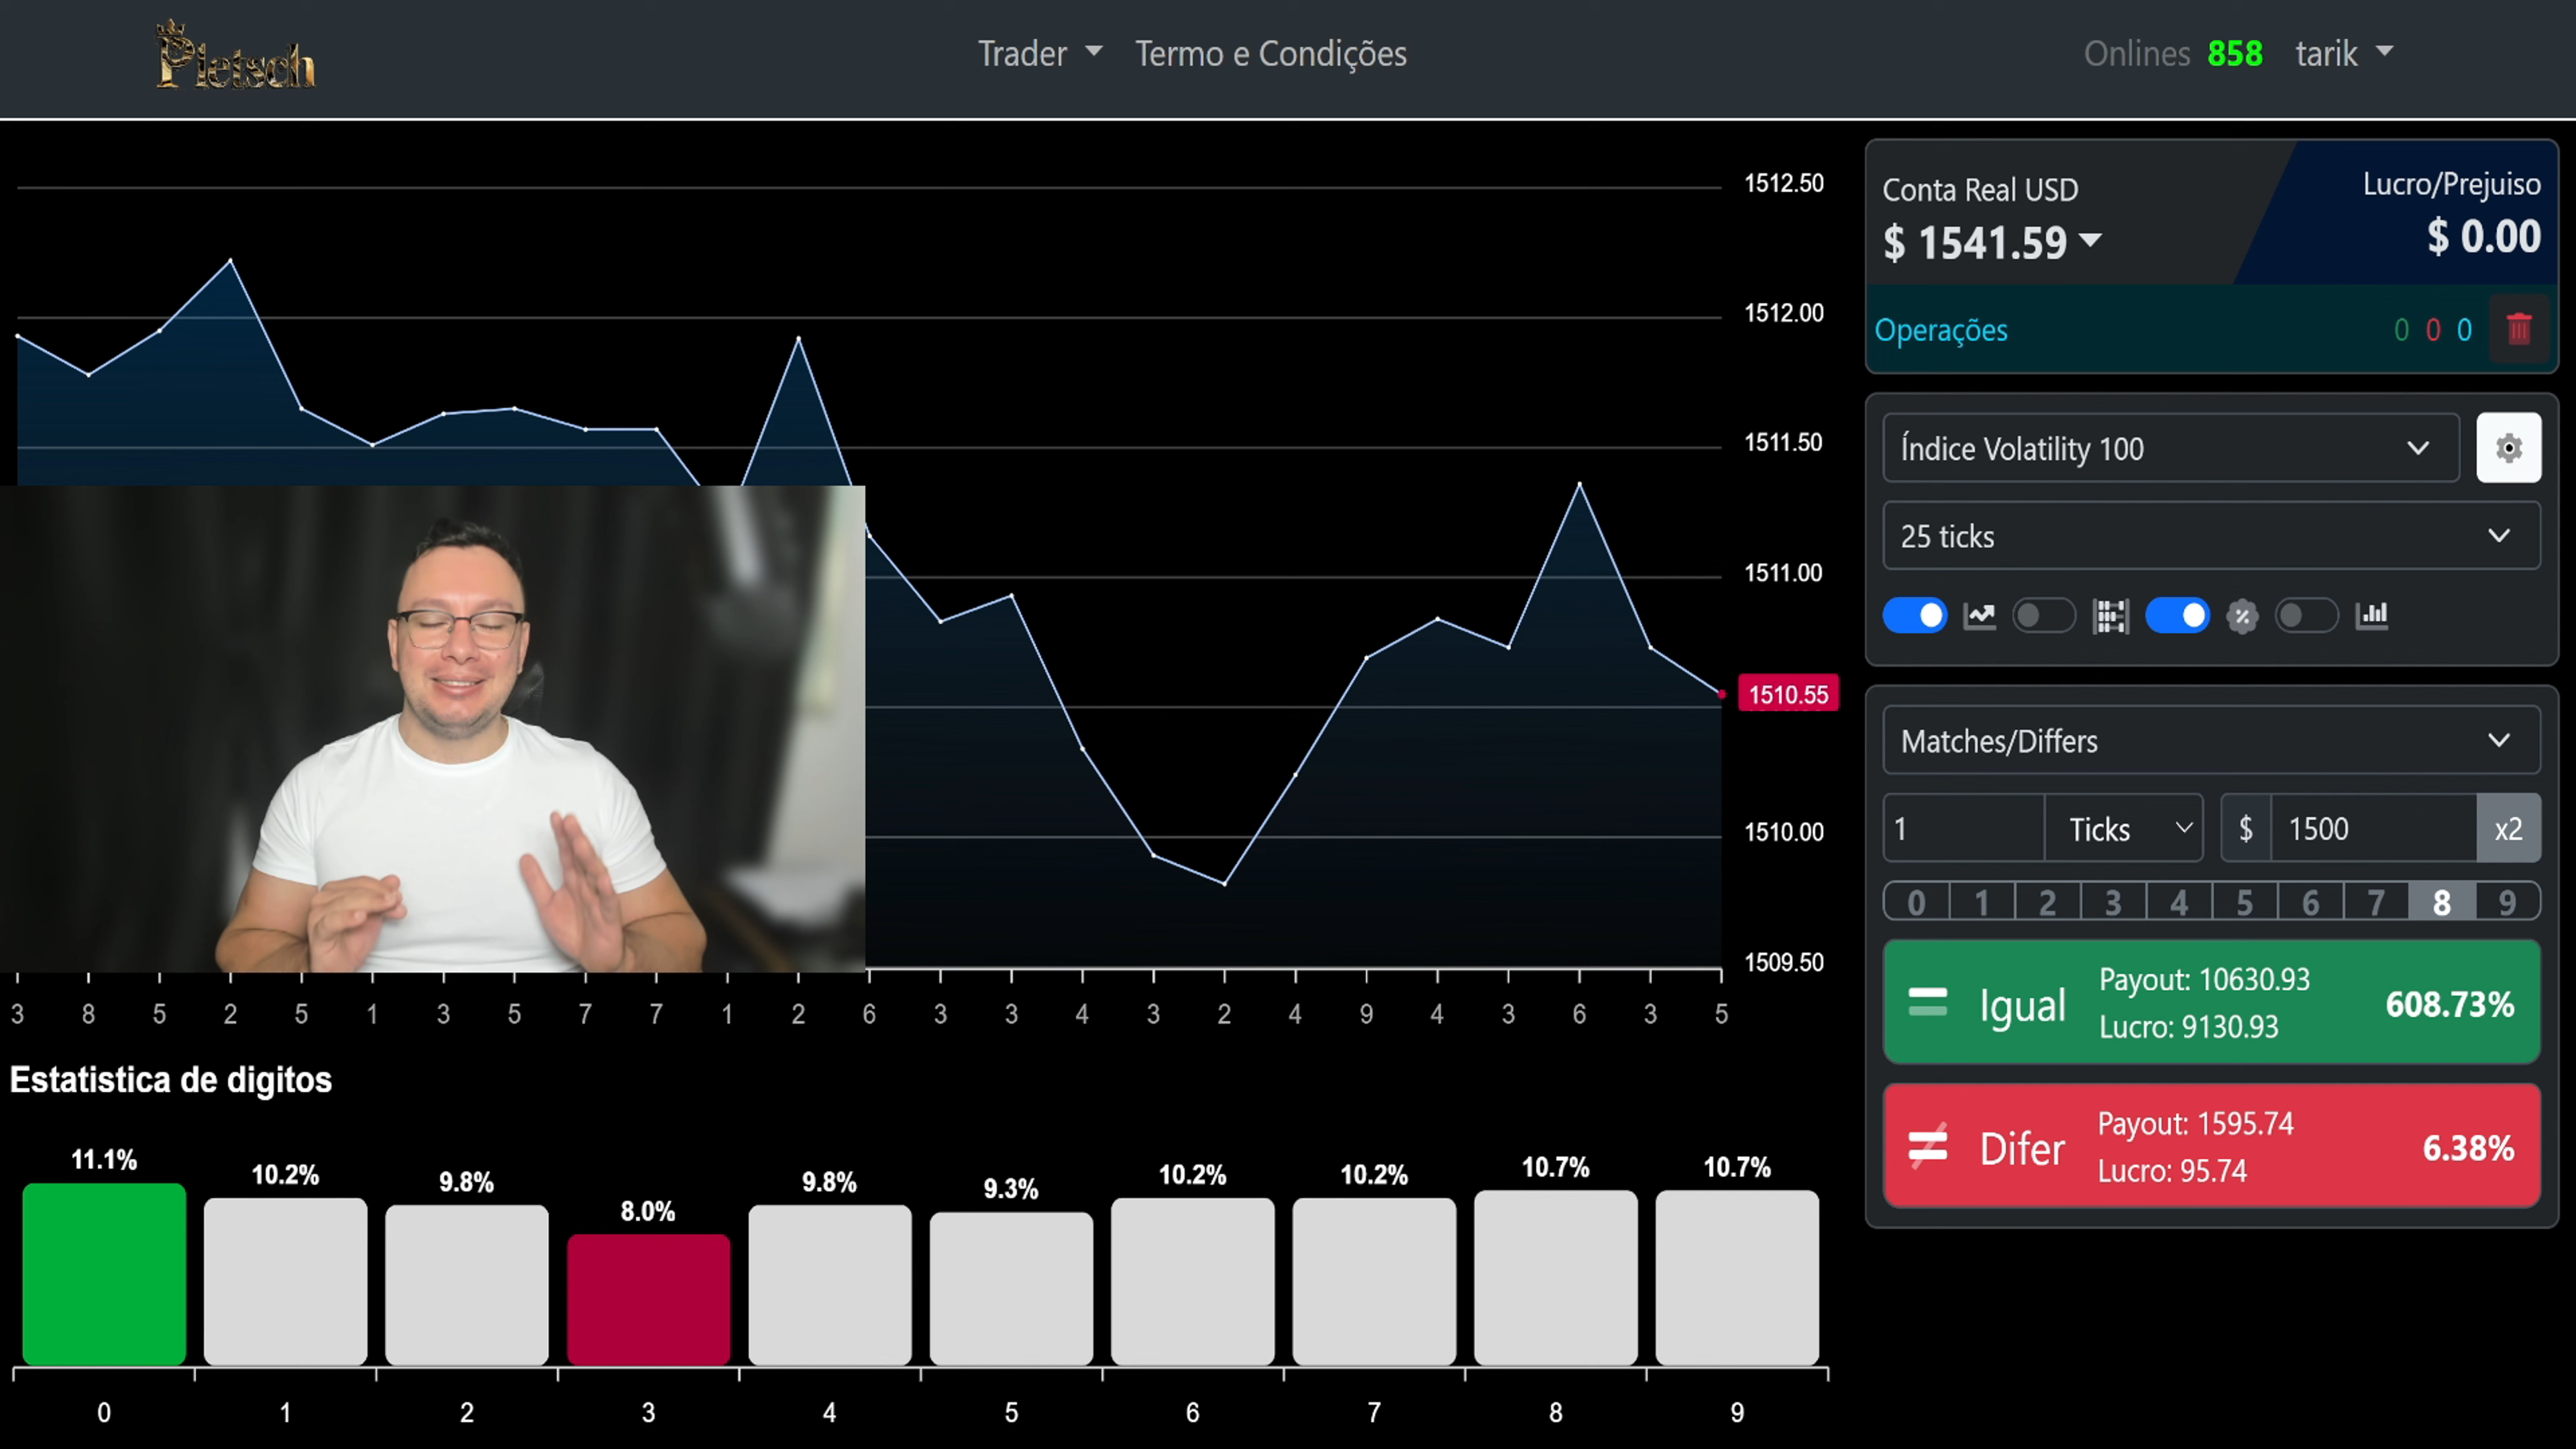 Pletsch
Trader
Termo e Condições
Onlines 858
tarik
1512.50
1512.00
1511.50
1511.00
1510.55
1510.00
1509.50
3 8 5 2 5 1 3 5 7 7 1 2 6 3 3 4 3 2 4 9 4 3 6 3 5
Estatistica de digitos
11.1% 10.2% 9.8% 8.0% 9.8% 9.3% 10.2% 10.2% 10.7% 10.7%
0 1 2 3 4 5 6 7 8 9
Conta Real USD
$ 1541.59
Lucro/Prejuiso
$ 0.00
Operações
0 0 0
Índice Volatility 100
25 ticks
Matches/Differs
1 Ticks $ 1500 x2
0 1 2 3 4 5 6 7 8 9
Igual
Payout: 10630.93
Lucro: 9130.93
608.73%
Difer
Payout: 1595.74
Lucro: 95.74
6.38%